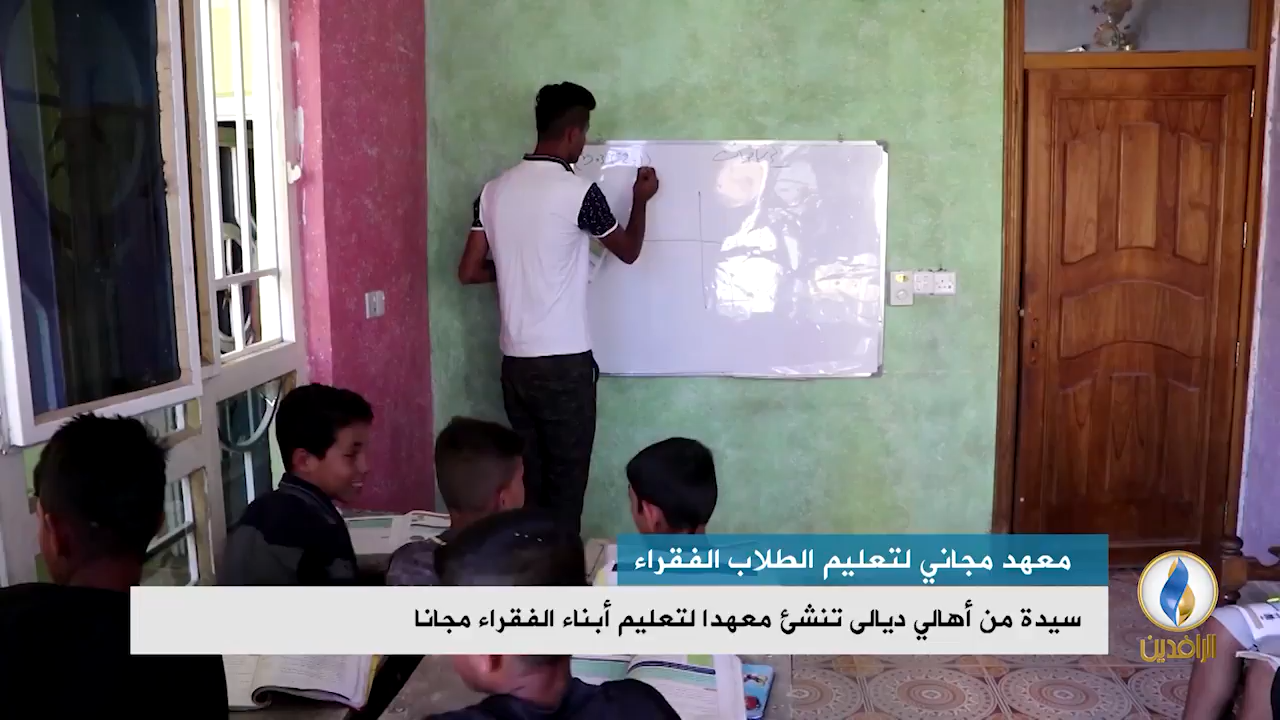 معهد مجاني لتعليم الطلاب الفقراء
سيدة من أهالي ديالى تنشئ معهدا لتعليم أبناء الفقراء مجانا
الرافدين